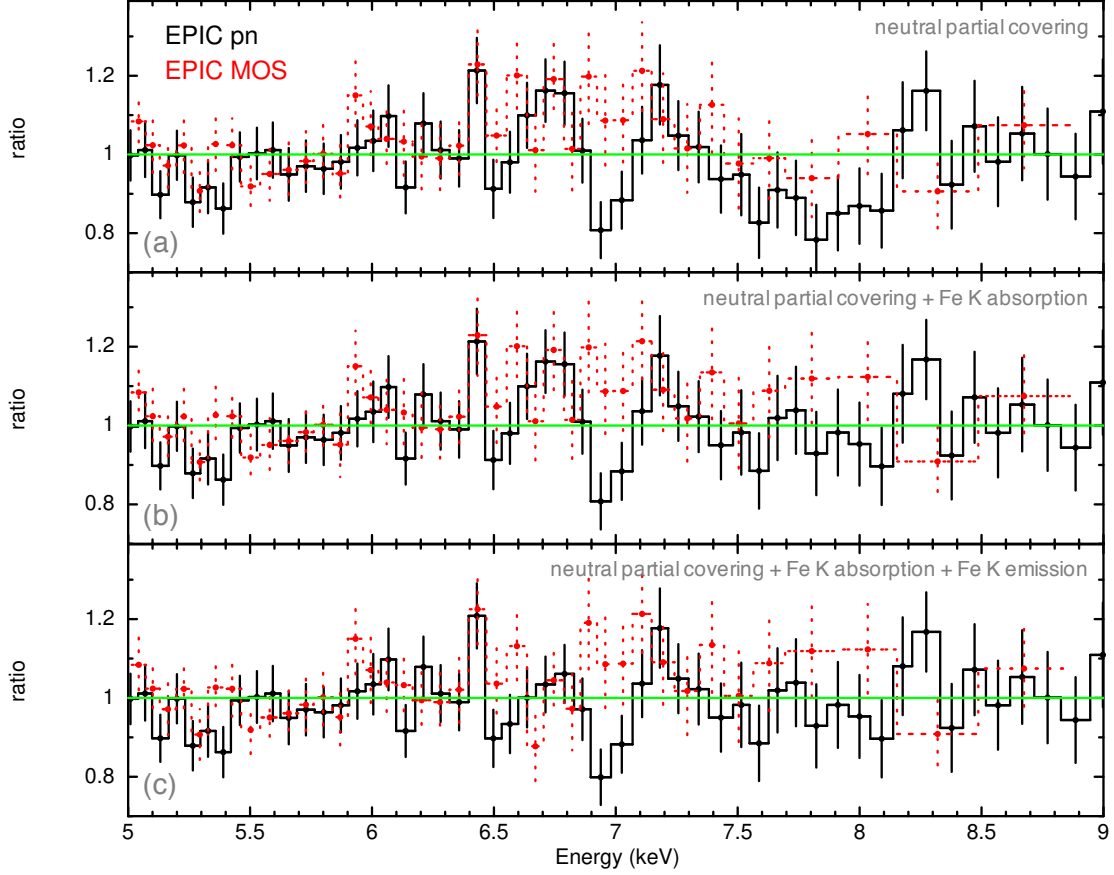 EPIC pn
EPIC MOS
neutral partial covering
ratio
1.2
1
0.8
(a)
neutral partial covering + Fe K absorption
ratio
1.2
1
0.8
(b)
neutral partial covering + Fe K absorption + Fe K emission
ratio
1.2
1
0.8
(c)
5 5.5 6 6.5 7 7.5 8 8.5 9
Energy (keV)